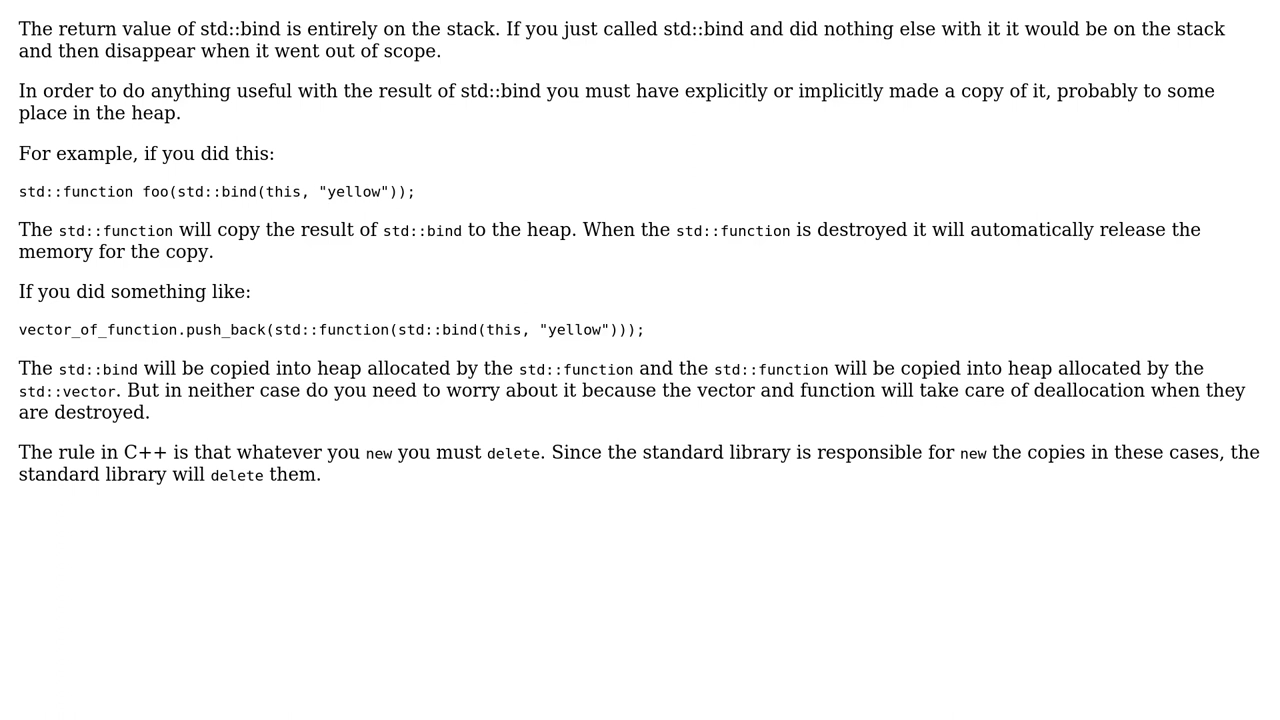 The return value of std::bind is entirely on the stack. If you just called std::bind and did nothing else with it it would be on the stack
and then disappear when it went out of scope.
In order to do anything useful with the result of std::bind you must have explicitly or implicitly made a copy of it, probably to some
place in the heap.
For example, if you did this:
std::function foo(std::bind(this, "yellow"));
The std::function will copy the result of std::bind to the heap. When the std::function is destroyed it will automatically release the
memory for the copy.
If you did something like:
vector_of_function.push_back(std::function(std::bind(this, "yellow")));
The std::bind will be copied into heap allocated by the std::function and the std::function will be copied into heap allocated by the
std::vector. But in neither case do you need to worry about it because the vector and function will take care of deallocation when they
are destroyed.
The rule in C++ is that whatever you new you must delete. Since the standard library is responsible for new the copies in these cases, the
standard library will delete them.